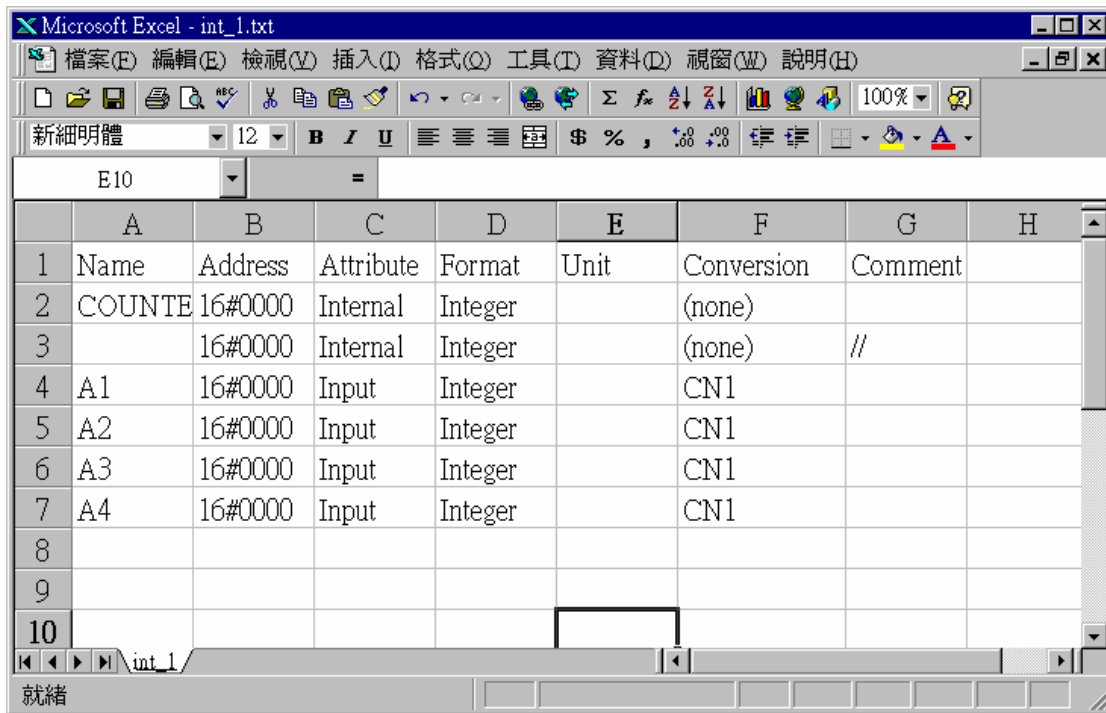 Microsoft Excel - int_1.txt
檔案(F) 編輯(E) 檢視(V) 插入(I) 格式(O) 工具(T) 資料(D) 視窗(W) 說明(H)
100%
新細明體 12 B I U $ % ,
E10 =
A B C D E F G H
1 Name Address Attribute Format Unit Conversion Comment
2 COUNTE 16#0000 Internal Integer (none)
3 16#0000 Internal Integer (none) //
4 A1 16#0000 Input Integer CN1
5 A2 16#0000 Input Integer CN1
6 A3 16#0000 Input Integer CN1
7 A4 16#0000 Input Integer CN1
8
9
10
int_1
就緒